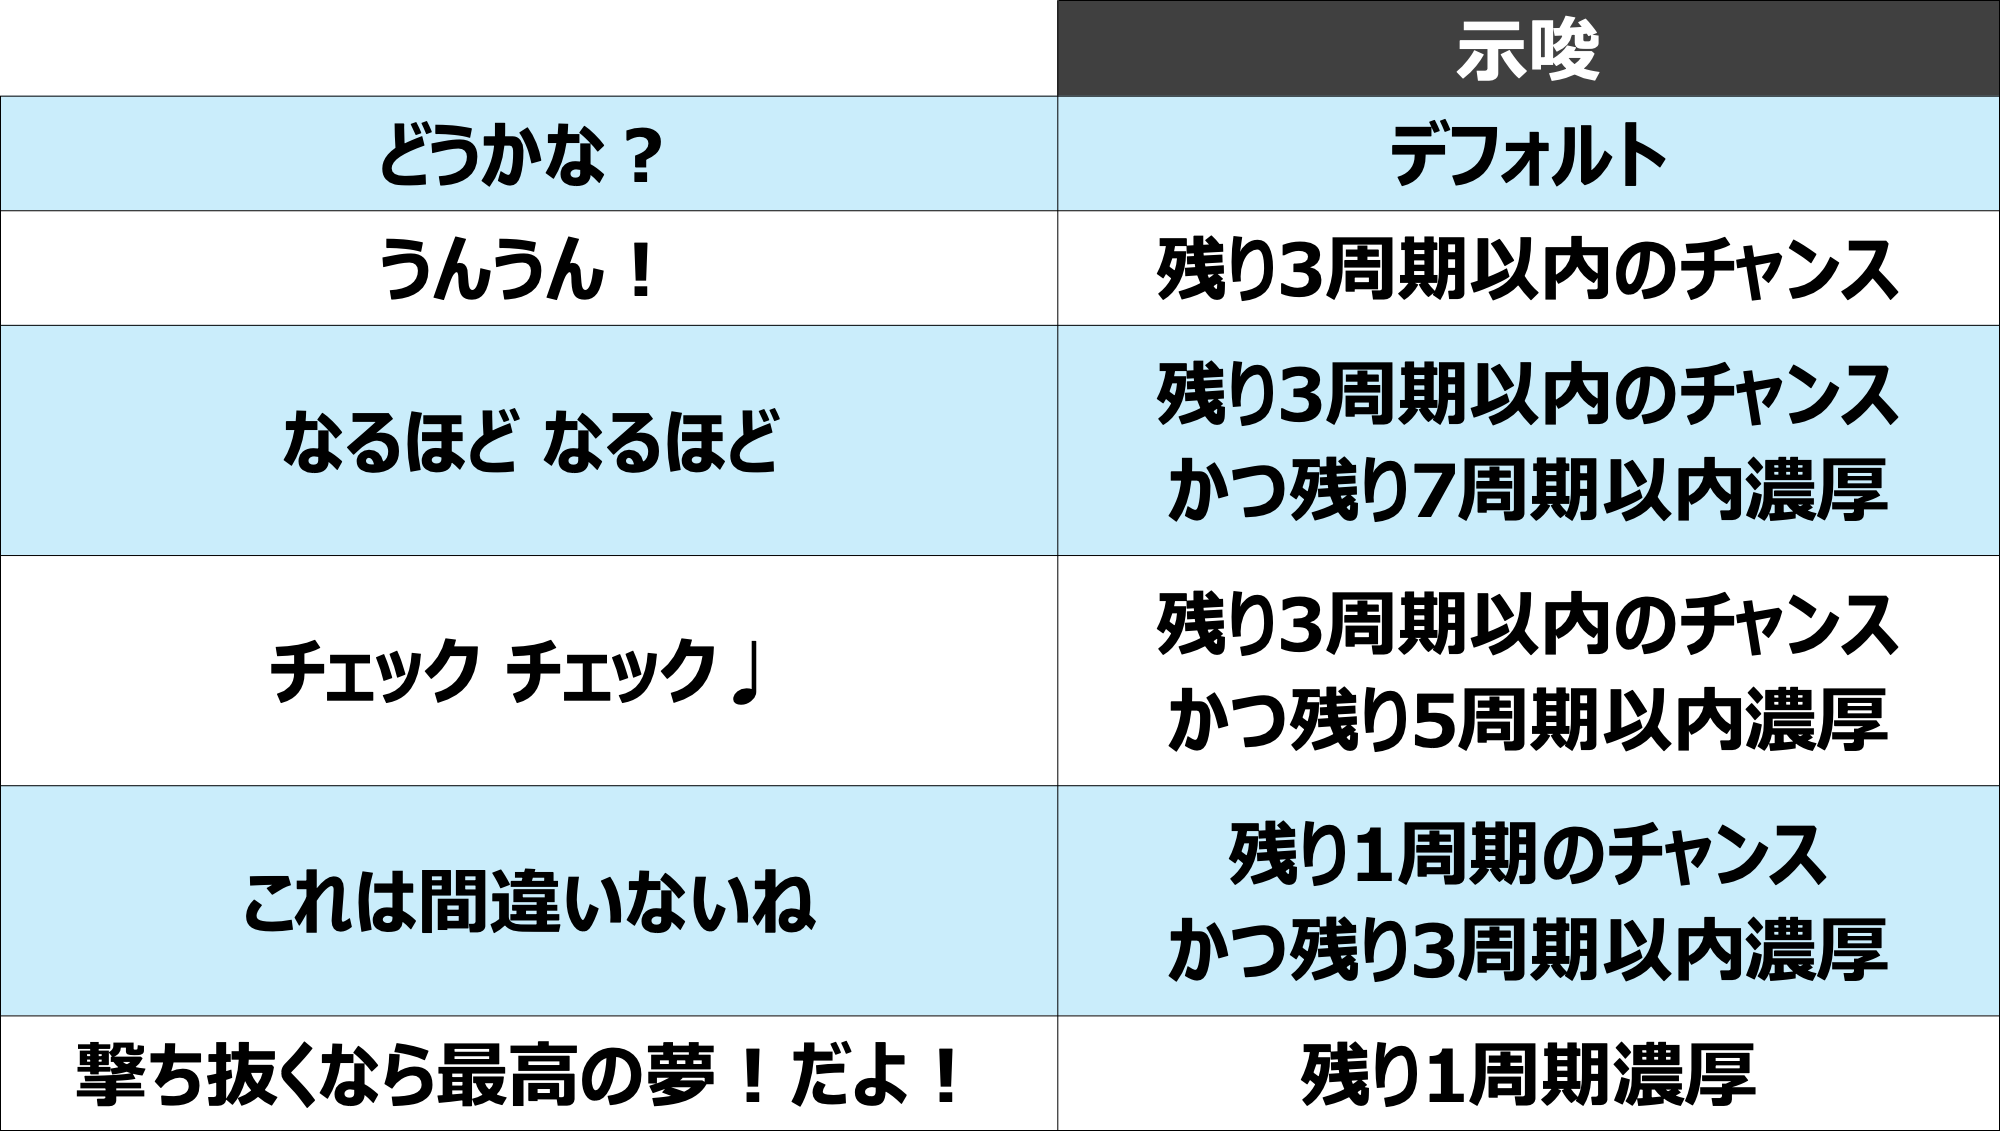 示唆
どうかな？
デフォルト
うんうん！
残り3周期以内のチャンス
なるほど なるほど
残り3周期以内のチャンス
かつ残り7周期以内濃厚
チェック チェック♩
残り3周期以内のチャンス
かつ残り5周期以内濃厚
これは間違いないね
残り1周期のチャンス
かつ残り3周期以内濃厚
撃ち抜くなら最高の夢！だよ！
残り1周期濃厚